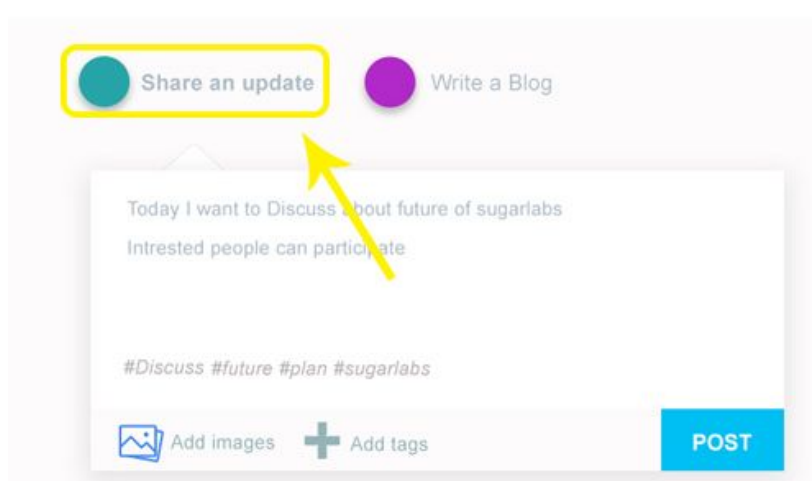 Share an update Write a Blog
Today I want to Discuss about future of sugarlabs
Intrested people can participate
#Discuss #future #plan #sugarlabs
Add images Add tags POST